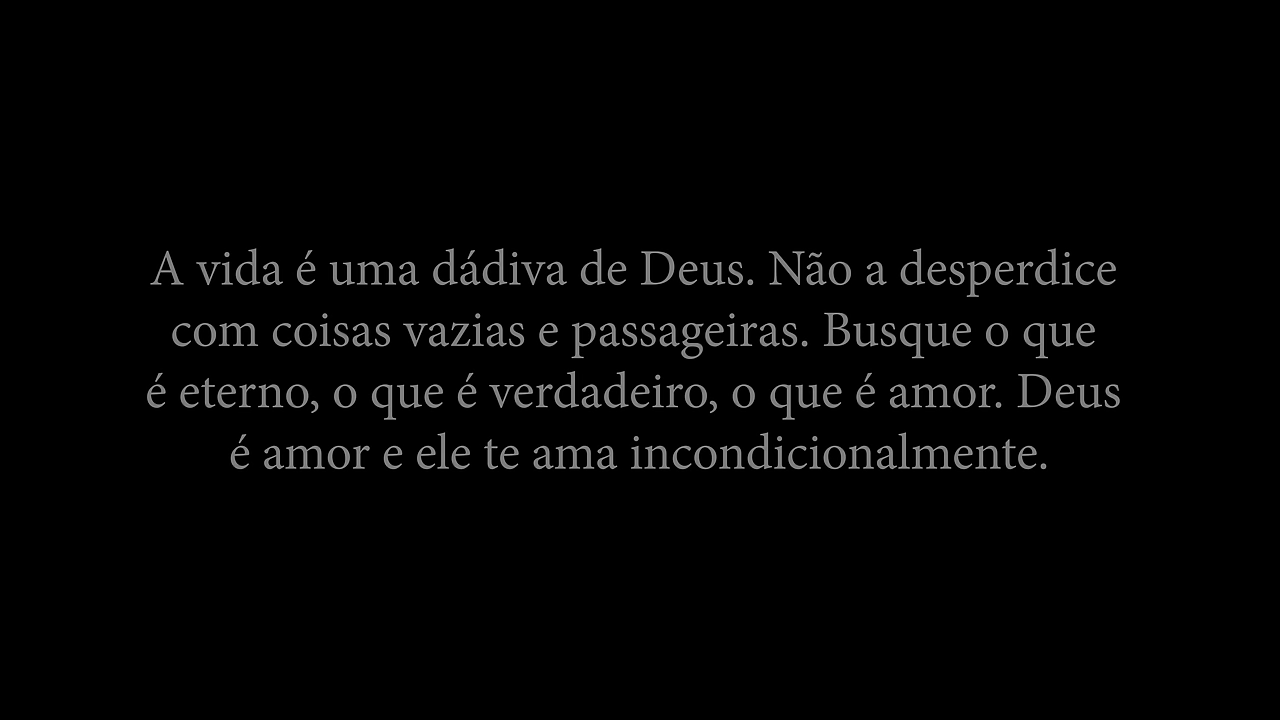 A vida é uma dádiva de Deus. Não a desperdice
com coisas vazias e passageiras. Busque o que
é eterno, o que é verdadeiro, o que é amor. Deus
é amor e ele te ama incondicionalmente.